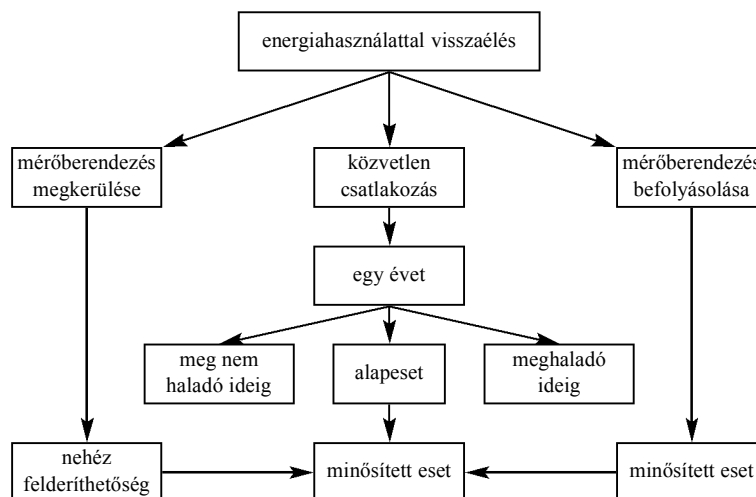 energiahasználattal visszaélés
mérőberendezés
megkerülése
közvetlen
csatlakozás
mérőberendezés
befolyásolása
egy évet
meg nem
haladó ideig
alapeset
meghaladó
ideig
nehéz
felderíthetőség
minősített eset
minősített eset